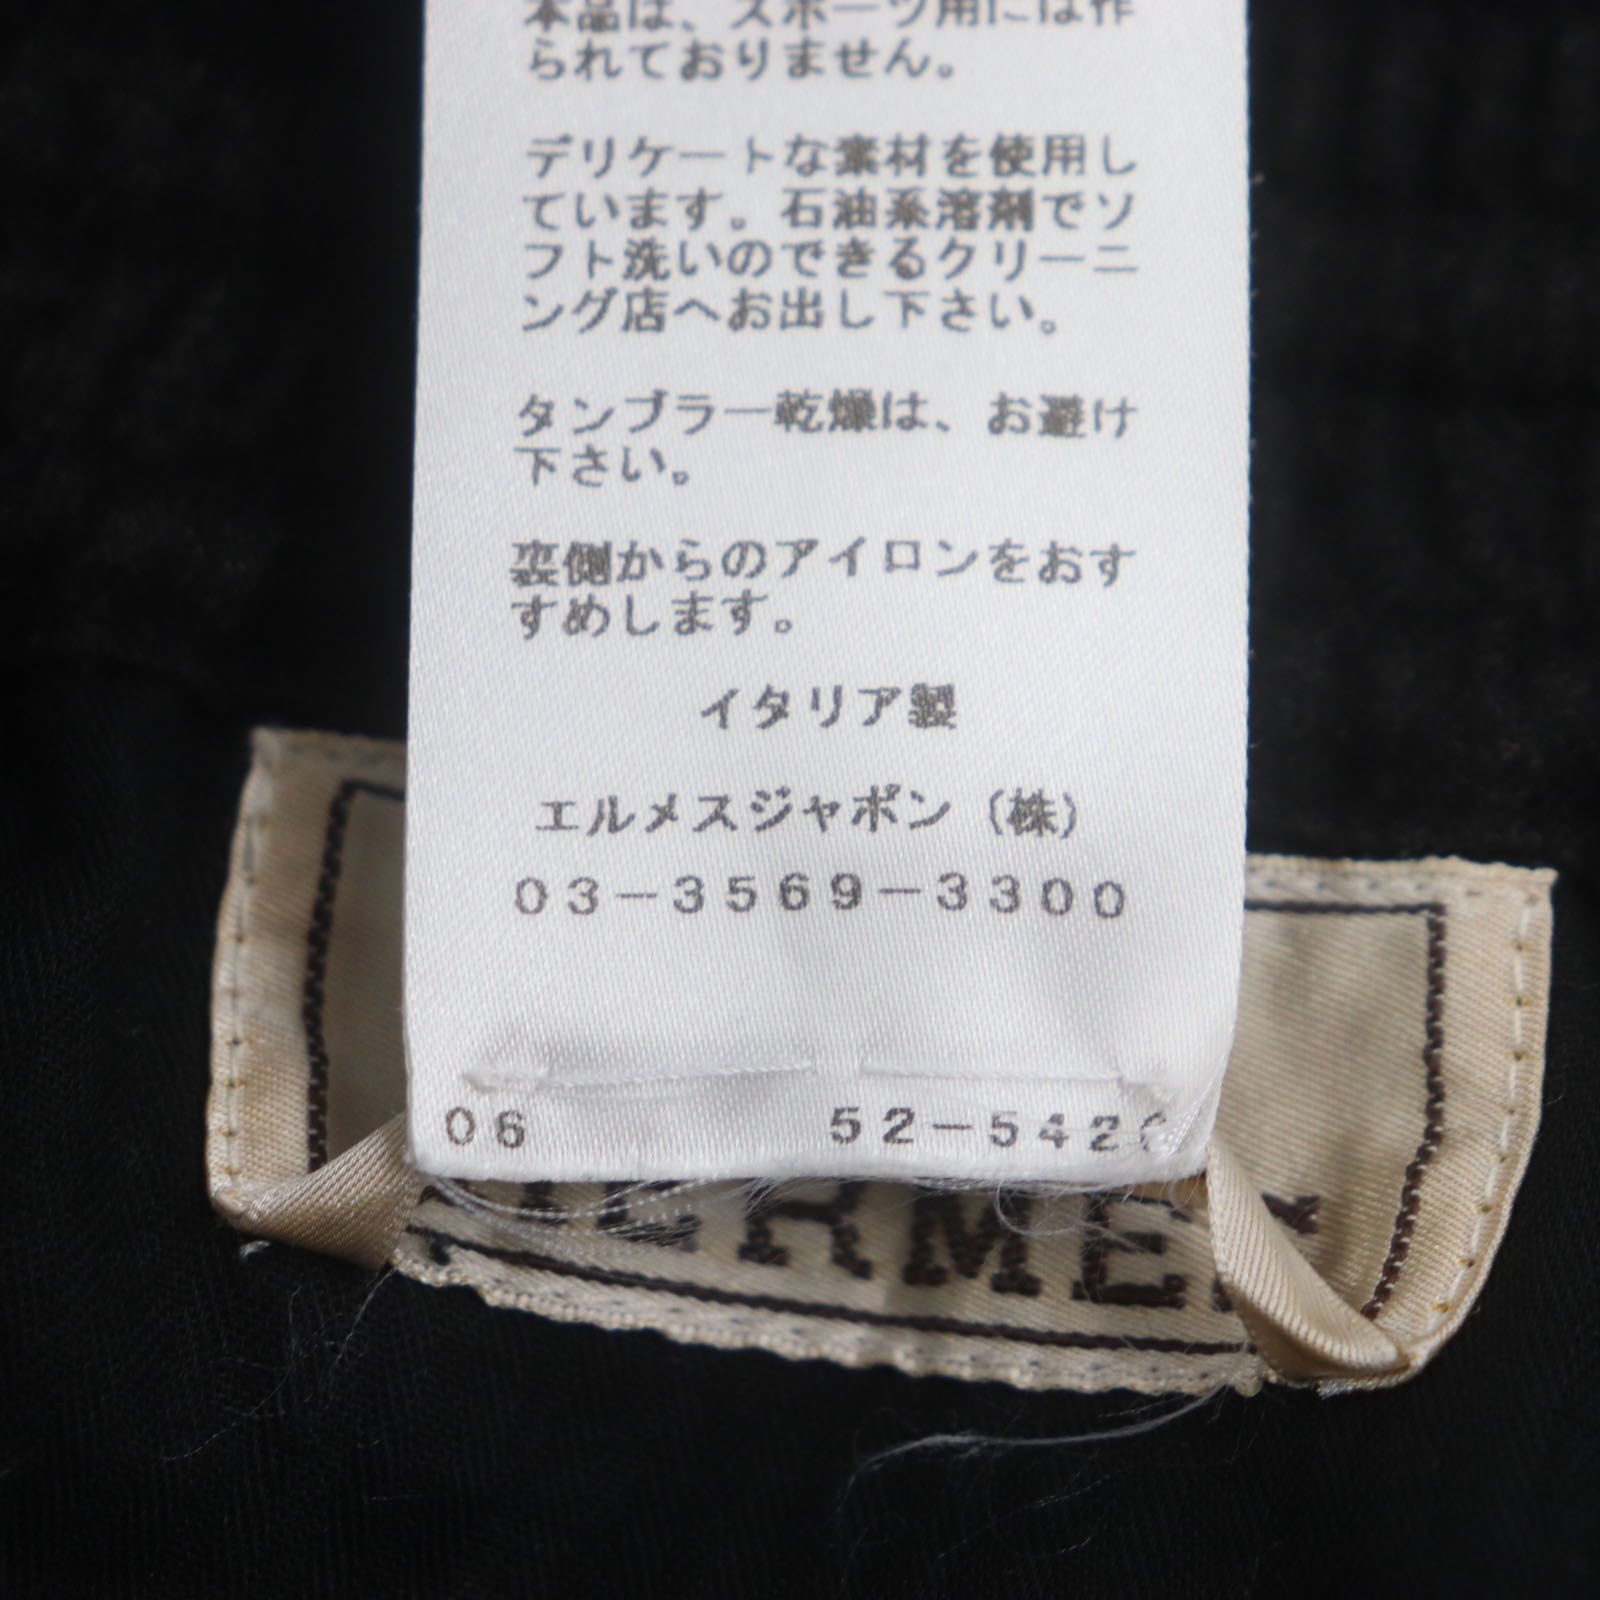 本品は、スポーツ用には作
られておりません。
デリケートな素材を使用し
ています。石油系溶剤でソ
フト洗いのできるクリーニ
ング店へお出し下さい。
タンブラー乾燥は、お避け
下さい。
裏側からのアイロンをおす
すめします。
イタリア製
エルメスジャポン（株）
03-3569-3300
06